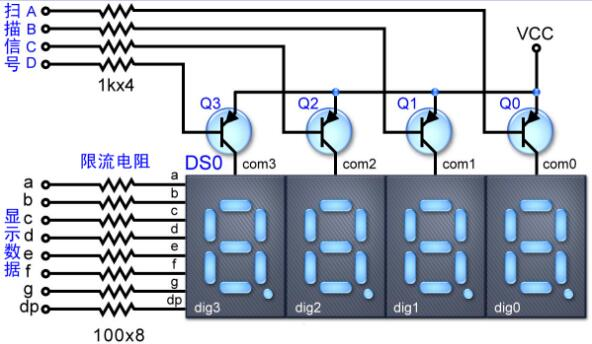 扫描信号
A
B
C
D
1kx4
VCC
Q3 Q2 Q1 Q0
DS0 com3 com2 com1 com0
限流电阻
显示数据
a a
b b
c c
d d
e e
f f
g g
dp dp
dig3 dig2 dig1 dig0
100x8